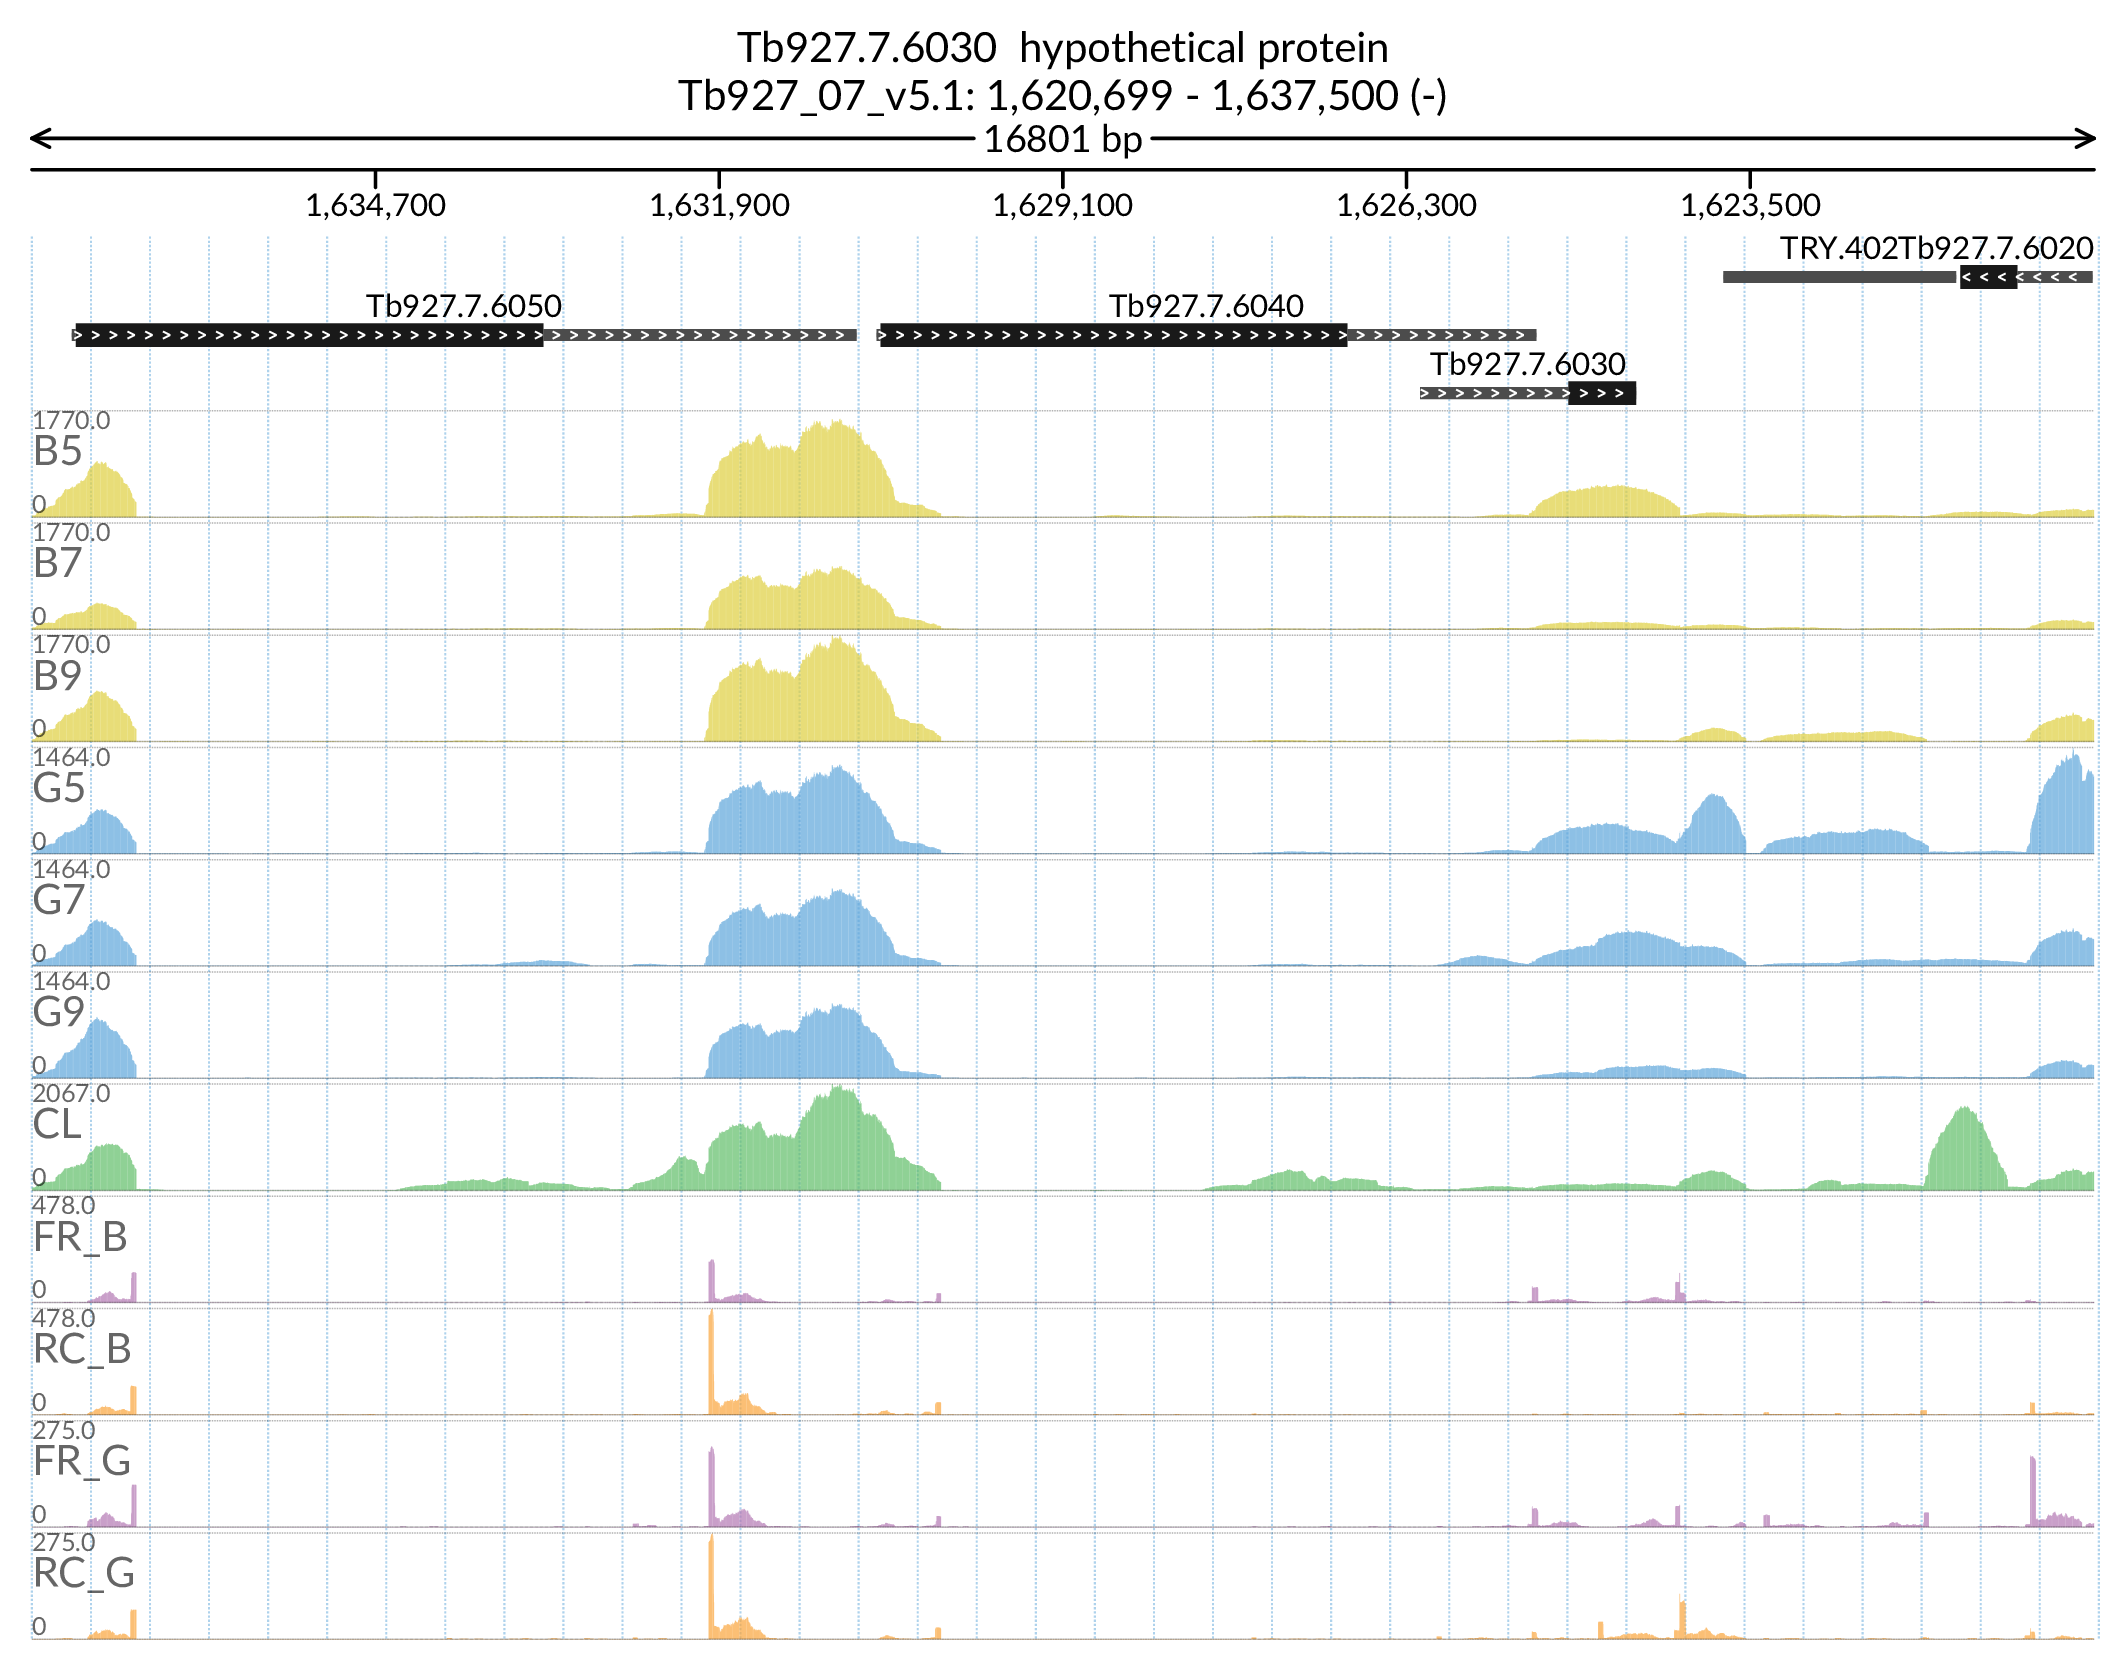 Tb927.7.6030  hypothetical protein
Tb927_07_v5.1: 1,620,699 - 1,637,500 (-)
16801 bp
1,634,700 1,631,900 1,629,100 1,626,300 1,623,500
TRY.402Tb927.7.6020
Tb927.7.6050 Tb927.7.6040
Tb927.7.6030
1770.0
B5
0
1770.0
B7
0
1770.0
B9
0
1464.0
G5
0
1464.0
G7
0
1464.0
G9
0
2067.0
CL
0
478.0
FR_B
0
478.0
RC_B
0
275.0
FR_G
0
275.0
RC_G
0